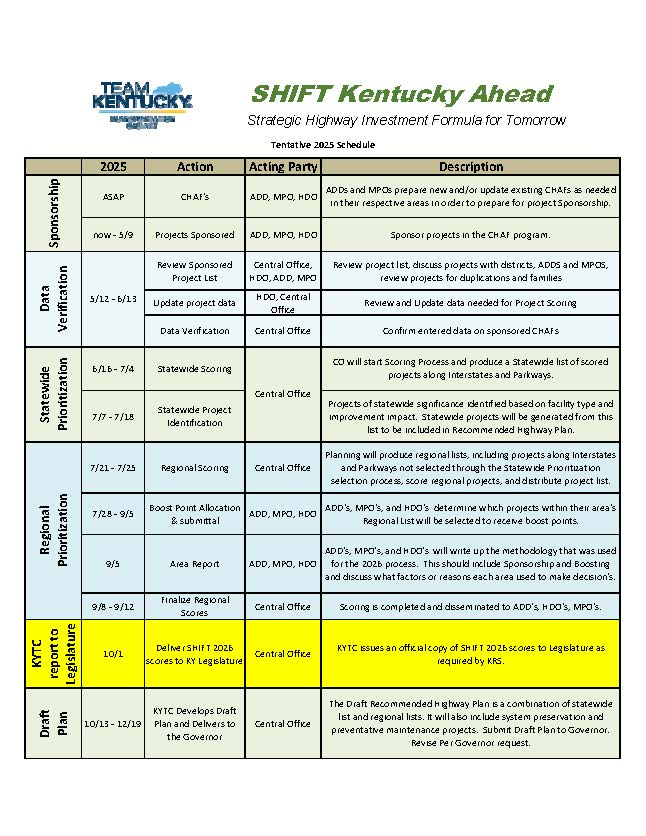 TEAM
KENTUCKY
SHIFT Kentucky Ahead
Strategic Highway Investment Formula for Tomorrow
Tentative 2025 Schedule
2025 Action Acting Party Description
Sponsorship
ASAP CHAF's ADD, MPO, HDO
ADDs and MPOs prepare new and/or update existing CHAFs as needed
in their respective areas in order to prepare for project Sponsorship.
now - 5/9 Projects Sponsored ADD, MPO, HDO Sponsor projects in the CHAF program.
Data
Verification
5/12 - 6/13
Review Sponsored
Project List
Central Office,
HDO, ADD, MPO
Review project list, discuss projects with districts, ADDS and MPOS,
review projects for duplications and families
Update project data
HDO, Central
Office
Review and Update data needed for Project Scoring
Data Verification Central Office Confirm entered data on sponsored CHAFs
Statewide
Prioritization
6/16 - 7/4 Statewide Scoring
Central Office
CO will start Scoring Process and produce a Statewide list of scored
projects along Interstates and Parkways.
7/7 - 7/18
Statewide Project
Identification
Projects of statewide significance identified based on facility type and
improvement impact. Statewide projects will be generated from this
list to be included in Recommended Highway Plan.
Regional
Prioritization
7/21 - 7/25 Regional Scoring Central Office
Planning will produce regional lists, including projects along Interstates
and Parkways not selected through the Statewide Prioritization
selection process, score regional projects, and distribute project list.
7/28 - 9/5
Boost Point Allocation
& submittal
ADD, MPO, HDO
ADD's, MPO's, and HDO's determine which projects within their area's
Regional List will be selected to receive boost points.
9/5 Area Report ADD, MPO, HDO
ADD's, MPO's, and HDO's will write up the methodology that was used
for the 2026 process. This should include Sponsorship and Boosting
and discuss what factors or reasons each area used to make decision's.
9/8 - 9/12
Finalize Regional
Scores
Central Office
Scoring is completed and disseminated to ADD's, HDO's, MPO's.
KYTC
report to
Legislature
10/1
Deliver SHIFT 2026
scores to KY Legislature
Central Office
KYTC issues an official copy of SHIFT 2026 scores to Legislature as
required by KRS.
Draft
Plan
10/13 - 12/19
KYTC Develops Draft
Plan and Delivers to
the Governor
Central Office
The Draft Recommended Highway Plan is a combination of statewide
list and regional lists. It will also include system preservation and
preventative maintenance projects. Submit Draft Plan to Governor.
Revise Per Governor request.